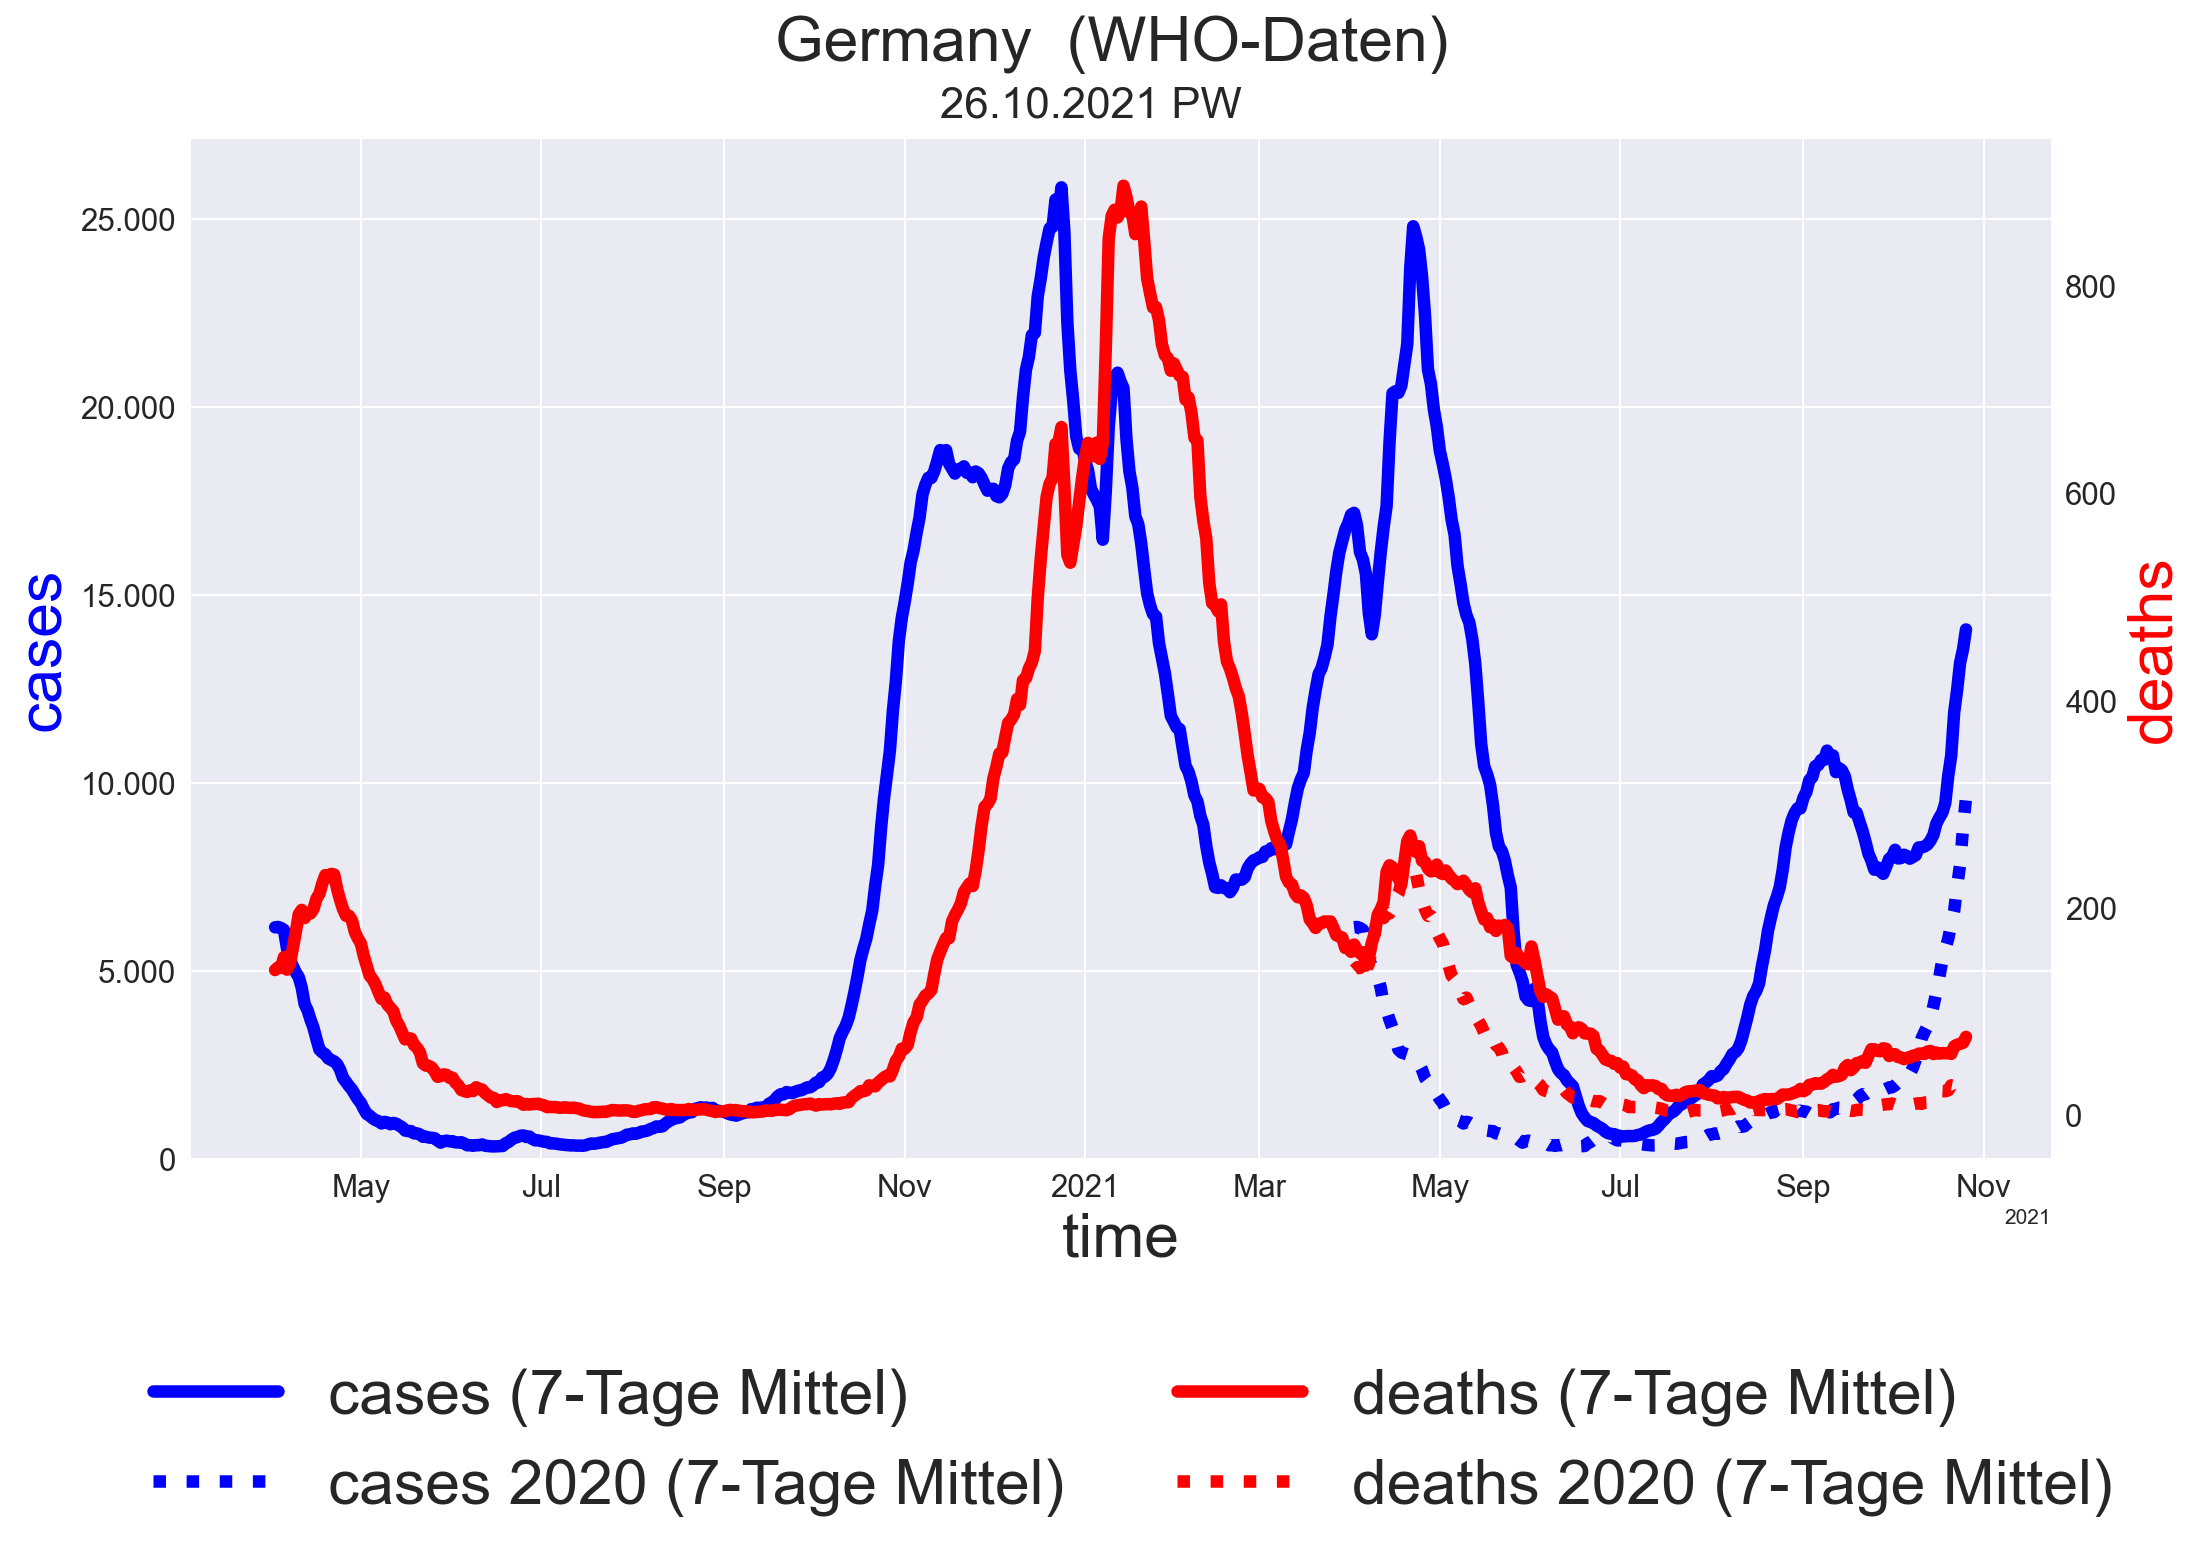 Germany  (WHO-Daten)
26.10.2021 PW
25.000
20.000
15.000
10.000
5.000
0
cases
800
600
400
200
0
deaths
May Jul Sep Nov 2021 Mar May Jul Sep Nov
2021
time
cases (7-Tage Mittel)
cases 2020 (7-Tage Mittel)
deaths (7-Tage Mittel)
deaths 2020 (7-Tage Mittel)